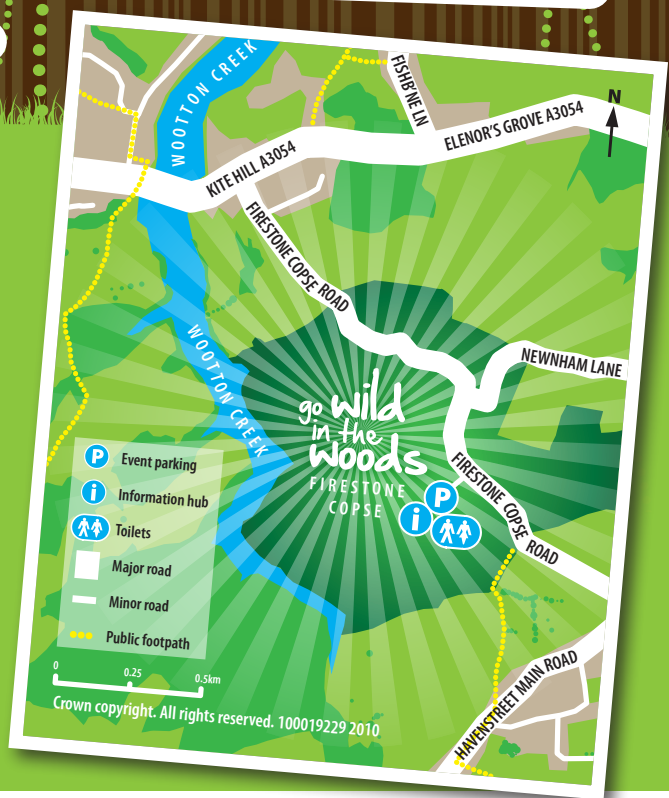 WOOTTON CREEK
FISHB'NE LN
N
ELENOR'S GROVE A3054
KITE HILL A3054
FIRESTONE COPSE ROAD
WOOTTON CREEK
NEWNHAM LANE
go wild
in the
woods
FIRESTONE
COPSE
FIRESTONE COPSE ROAD
P
i
P Event parking
i Information hub
Toilets
Major road
Minor road
Public footpath
HAVENSTREET MAIN ROAD
0 0.25 0.5km
Crown copyright. All rights reserved. 100019229 2010